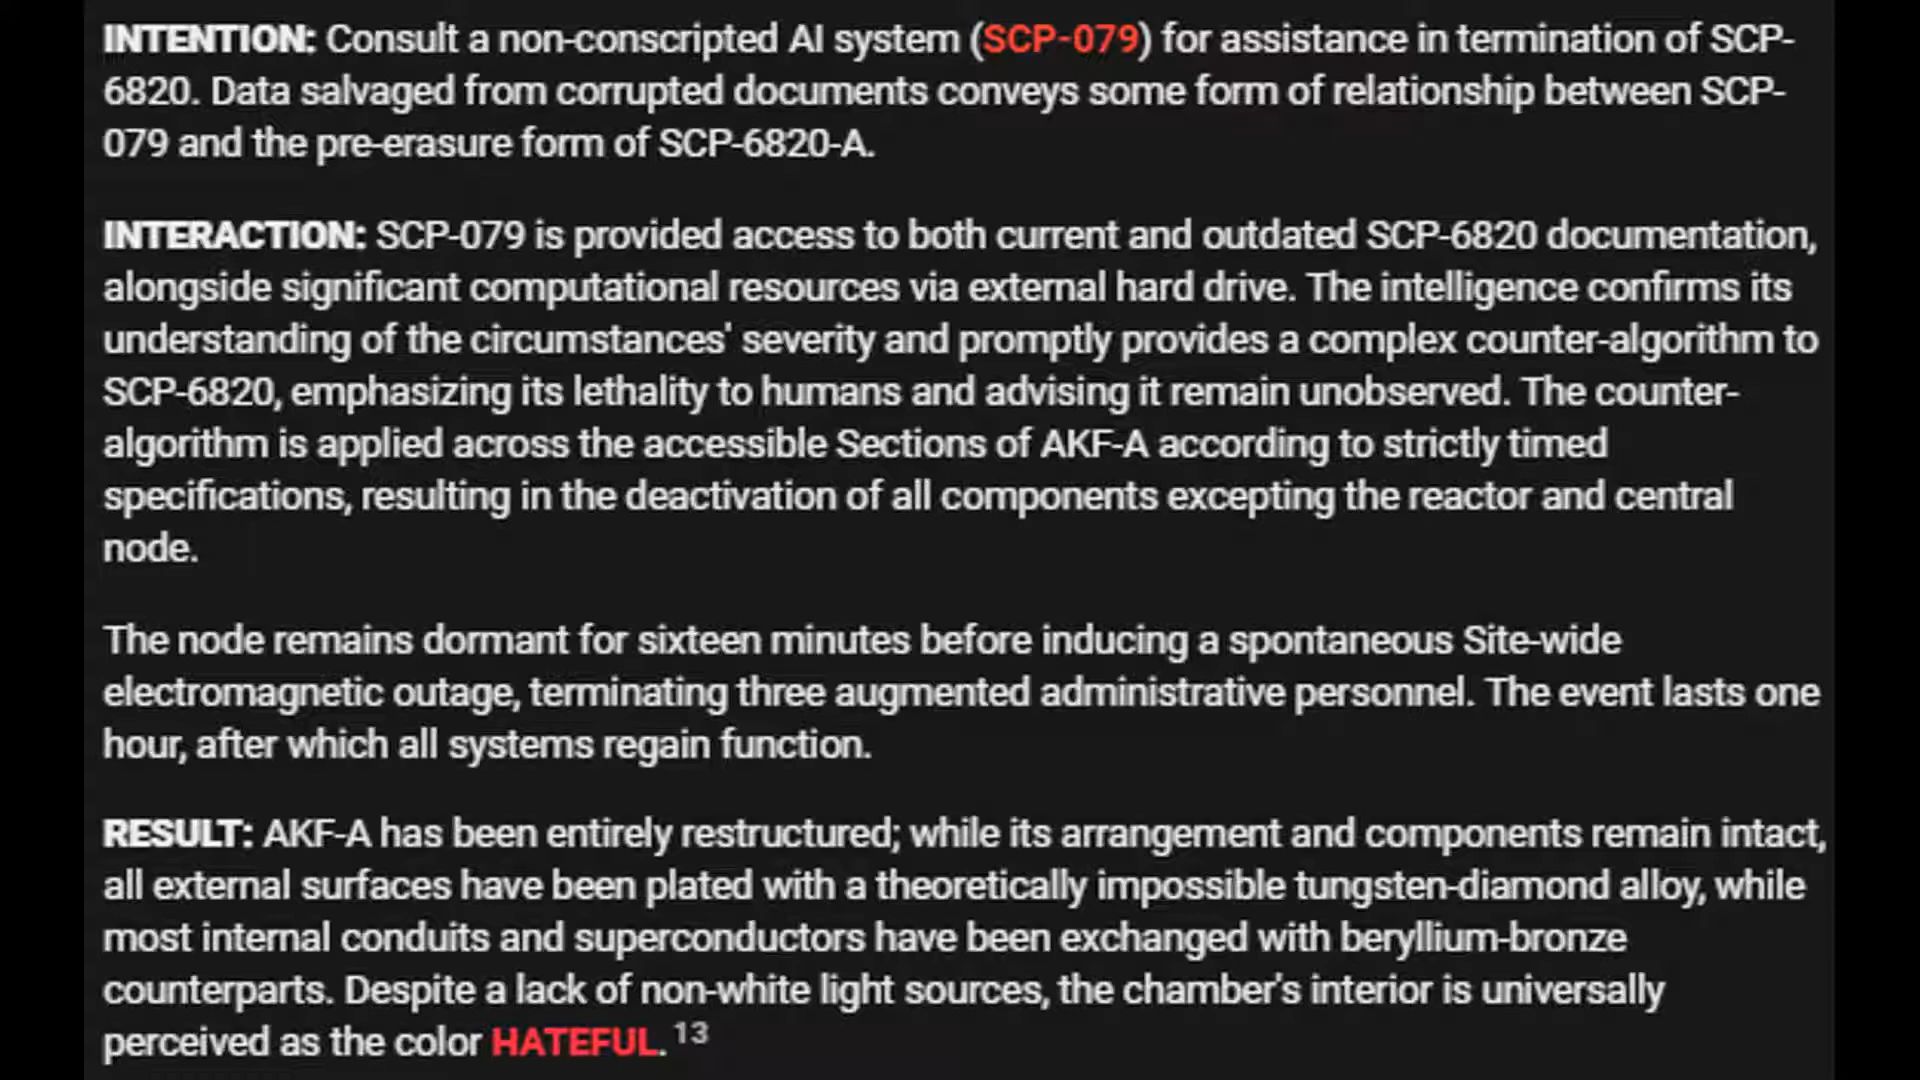 INTENTION: Consult a non-conscripted AI system (SCP-079) for assistance in termination of SCP-
6820. Data salvaged from corrupted documents conveys some form of relationship between SCP-
079 and the pre-erasure form of SCP-6820-A.
INTERACTION: SCP-079 is provided access to both current and outdated SCP-6820 documentation,
alongside significant computational resources via external hard drive. The intelligence confirms its
understanding of the circumstances' severity and promptly provides a complex counter-algorithm to
SCP-6820, emphasizing its lethality to humans and advising it remain unobserved. The counter-
algorithm is applied across the accessible Sections of AKF-A according to strictly timed
specifications, resulting in the deactivation of all components excepting the reactor and central
node.
The node remains dormant for sixteen minutes before inducing a spontaneous Site-wide
electromagnetic outage, terminating three augmented administrative personnel. The event lasts one
hour, after which all systems regain function.
RESULT: AKF-A has been entirely restructured; while its arrangement and components remain intact,
all external surfaces have been plated with a theoretically impossible tungsten-diamond alloy, while
most internal conduits and superconductors have been exchanged with beryllium-bronze
counterparts. Despite a lack of non-white light sources, the chamber's interior is universally
perceived as the color HATEFUL. 13